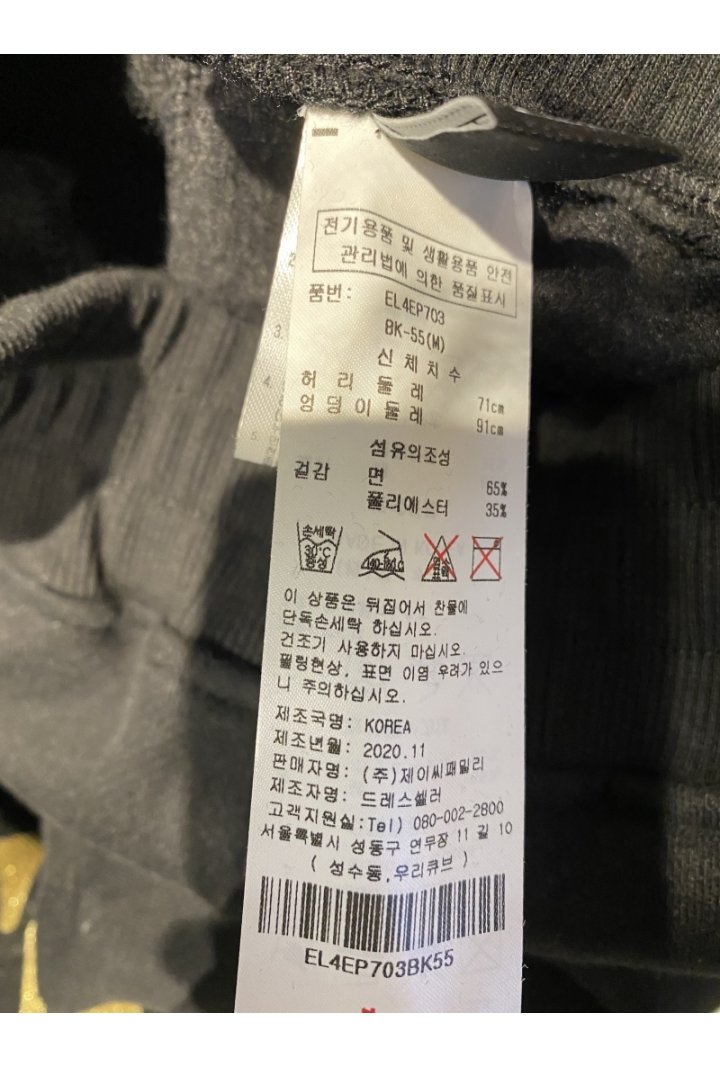 전기용품 및 생활용품 안전
관리법에 의한 품질표시
품번: EL4EP703
BK-55(M)
신체치수
허리둘레 71cm
엉덩이둘레 91cm
섬유의조성
겉감 면 65%
폴리에스터 35%
손세탁
30℃
중성
이 상품은 뒤집어서 찬물에
단독손세탁 하십시오.
건조기 사용하지 마십시오.
필링현상, 표면 이염 우려가 있으
니 주의하십시오.
제조국명: KOREA
제조년월: 2020.11
판매자명: (주)제이씨패밀리
제조자명: 드레스셀러
고객지원실:Tel) 080-002-2800
서울특별시 성동구 연무장 11 길 10
( 성수동,우리큐브 )
EL4EP703BK55
2
3.
4.
5